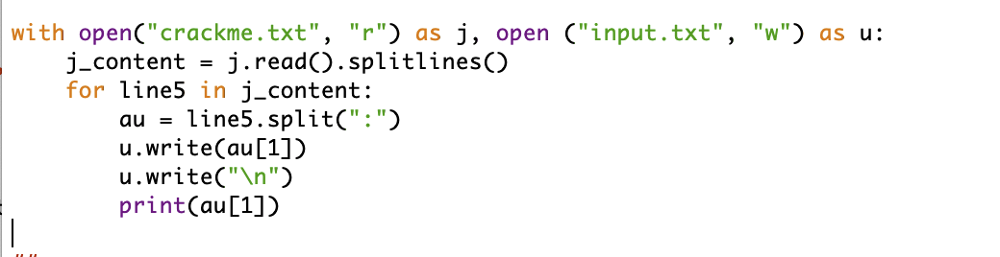 with open("crackme.txt", "r") as j, open ("input.txt", "w") as u:
    j_content = j.read().splitlines()
    for line5 in j_content:
        au = line5.split(":")
        u.write(au[1])
        u.write("\n")
        print(au[1])